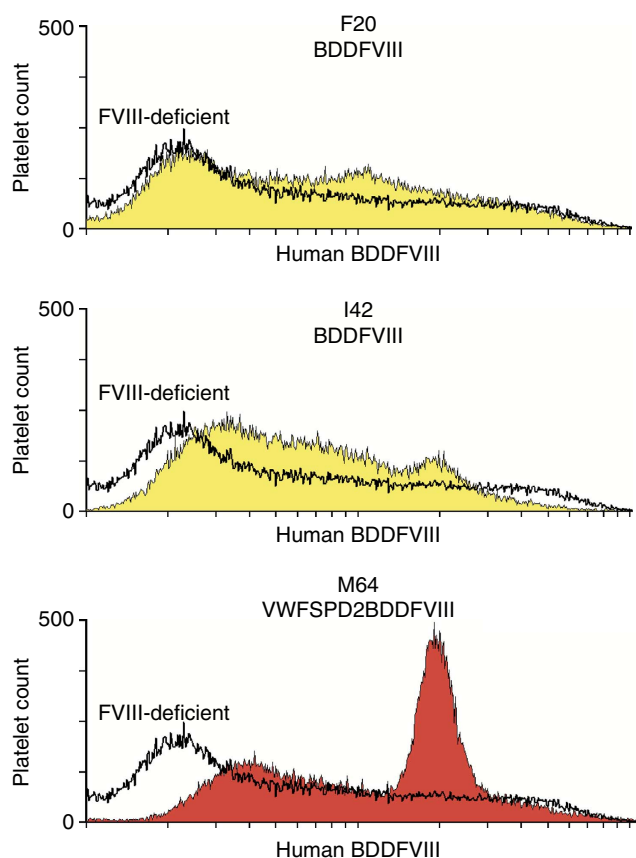 F20
BDDFVIII
500
FVIII-deficient
Platelet count
0
Human BDDFVIII
I42
BDDFVIII
500
FVIII-deficient
Platelet count
0
Human BDDFVIII
M64
VWFSPD2BDDFVIII
500
FVIII-deficient
Platelet count
0
Human BDDFVIII